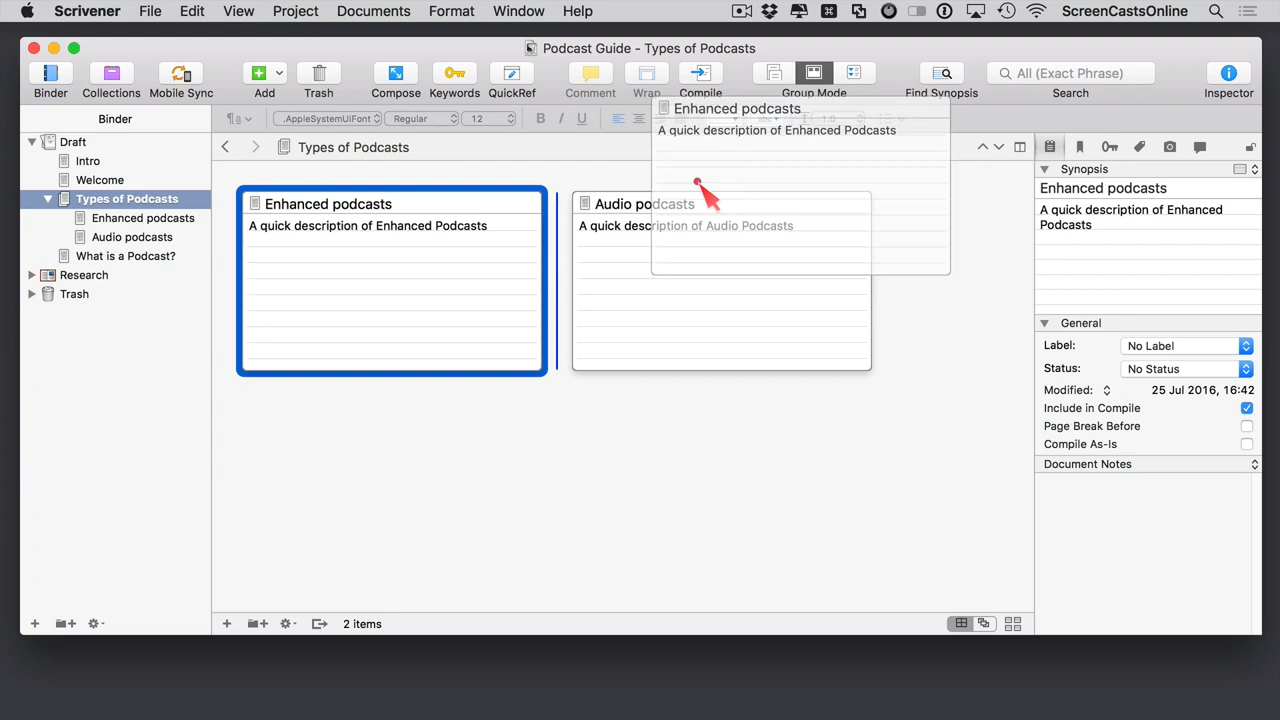 Scrivener File Edit View Project Documents Format Window Help ScreenCastsOnline
Podcast Guide - Types of Podcasts
Binder Collections Mobile Sync Add Trash Compose Keywords QuickRef Comment Wrap Compile Group Mode Find Synopsis Search Inspector
All (Exact Phrase)
Binder
.AppleSystemUIFont Regular 12 B I U 1.0
Draft
Intro
Welcome
Types of Podcasts
Enhanced podcasts
Audio podcasts
What is a Podcast?
Research
Trash
Types of Podcasts
Enhanced podcasts
A quick description of Enhanced Podcasts
Enhanced podcasts
A quick description of Enhanced Podcasts
Audio podcasts
A quick description of Audio Podcasts
2 items
Synopsis
Enhanced podcasts
A quick description of Enhanced
Podcasts
General
Label: No Label
Status: No Status
Modified: 25 Jul 2016, 16:42
Include in Compile
Page Break Before
Compile As-Is
Document Notes